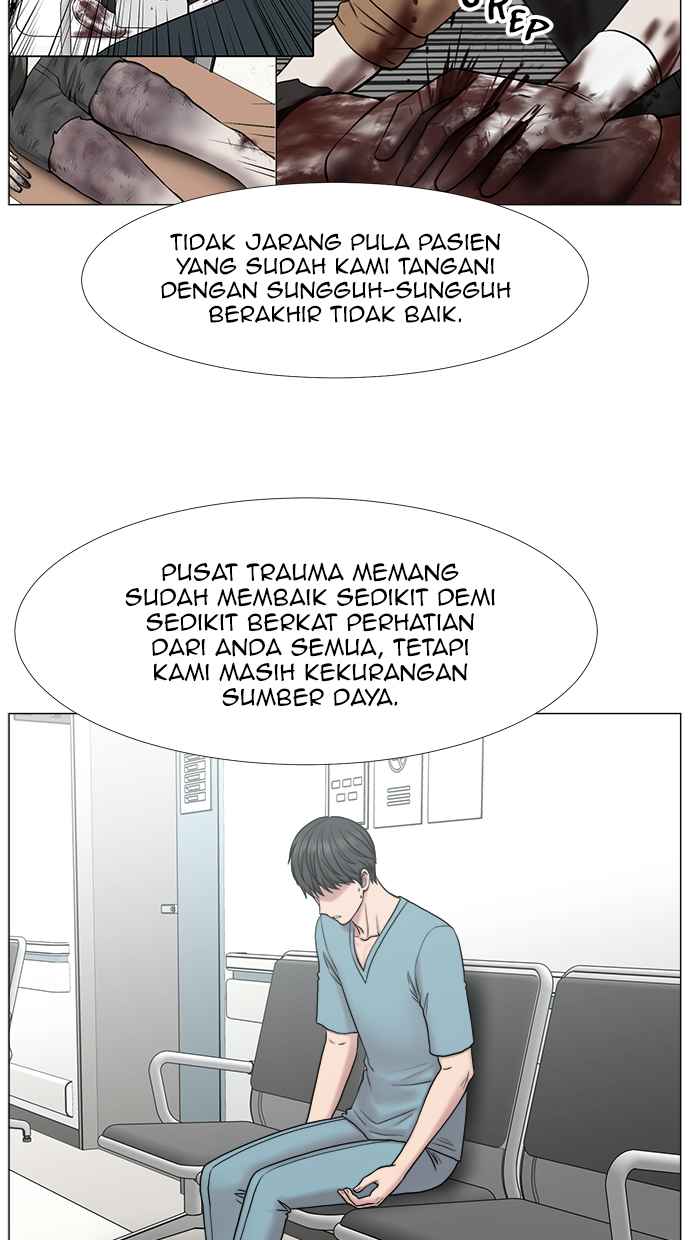 UREP
TIDAK JARANG PULA PASIEN
YANG SUDAH KAMI TANGANI
DENGAN SUNGGUH-SUNGGUH
BERAKHIR TIDAK BAIK.
PUSAT TRAUMA MEMANG
SUDAH MEMBAIK SEDIKIT DEMI
SEDIKIT BERKAT PERHATIAN
DARI ANDA SEMUA, TETAPI
KAMI MASIH KEKURANGAN
SUMBER DAYA.